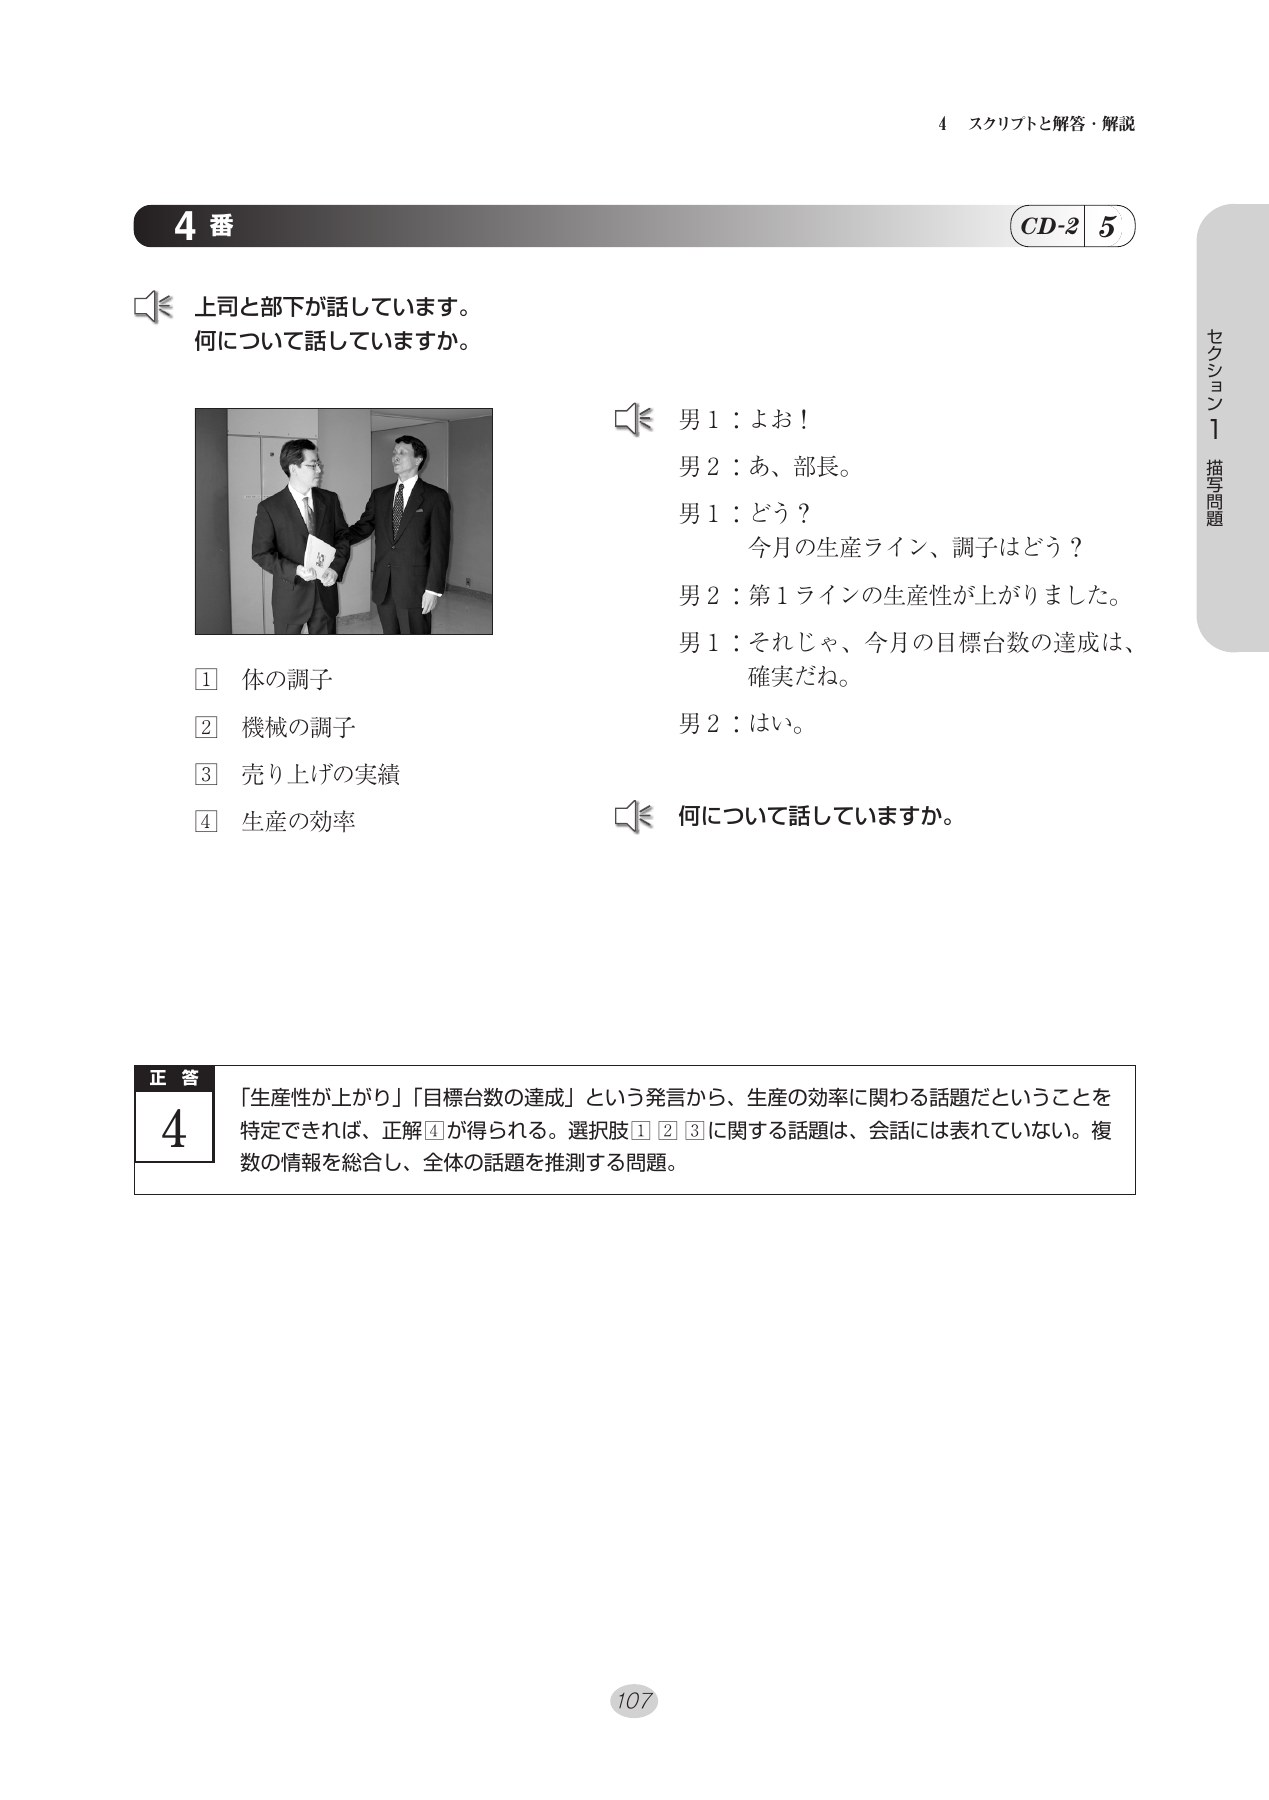 4　スクリプトと解答・解説
4 番
CD-2 5
上司と部下が話しています。
何について話していますか。
1　体の調子
2　機械の調子
3　売り上げの実績
4　生産の効率
男1：よお！
男2：あ、部長。
男1：どう？
今月の生産ライン、調子はどう？
男2：第1ラインの生産性が上がりました。
男1：それじゃ、今月の目標台数の達成は、
確実だね。
男2：はい。
何について話していますか。
正 答
4
「生産性が上がり」「目標台数の達成」という発言から、生産の効率に関わる話題だということを
特定できれば、正解4が得られる。選択肢1 2 3に関する話題は、会話には表れていない。複
数の情報を総合し、全体の話題を推測する問題。
セクション1　描写問題
107